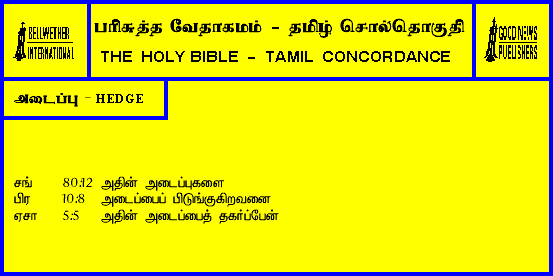 BELLWETHER
INTERNATIONAL
பரிசுத்த வேதாகமம் - தமிழ் சொல்தொகுதி
THE HOLY BIBLE - TAMIL CONCORDANCE
GOOD NEWS
PUBLISHERS
அடைப்பு - HEDGE
சங் 80:12 அதின் அடைப்புகளை
பிர 10:8 அடைப்பைப் பிடுங்குகிறவனை
ஏசா 5:5 அதின் அடைப்பைத் தகர்ப்பேன்